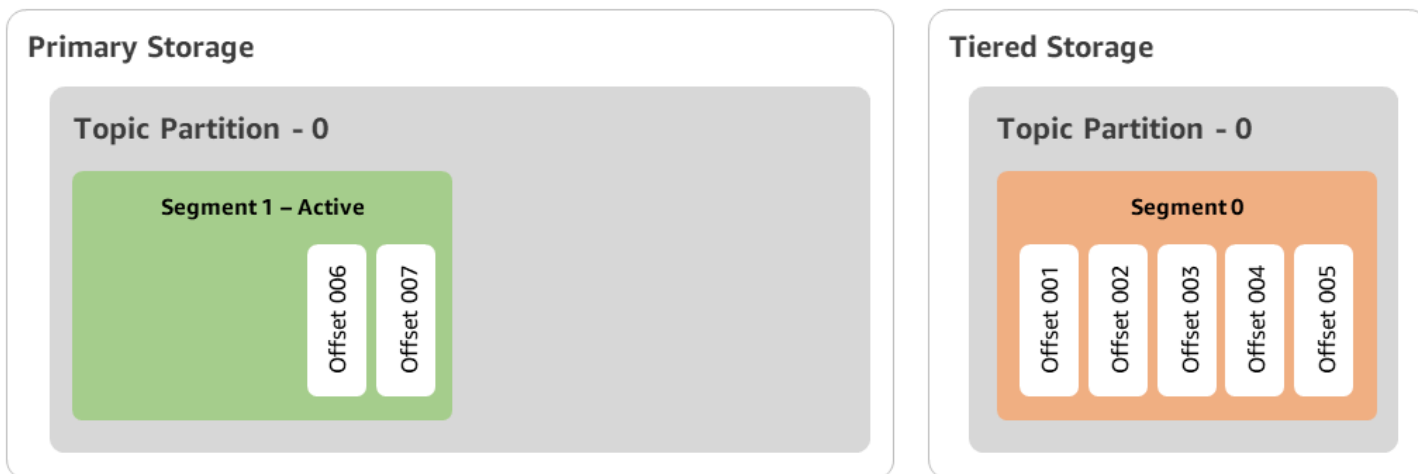 Primary Storage
Topic Partition - 0
Segment 1 – Active
Offset 006
Offset 007
Tiered Storage
Topic Partition - 0
Segment 0
Offset 001
Offset 002
Offset 003
Offset 004
Offset 005